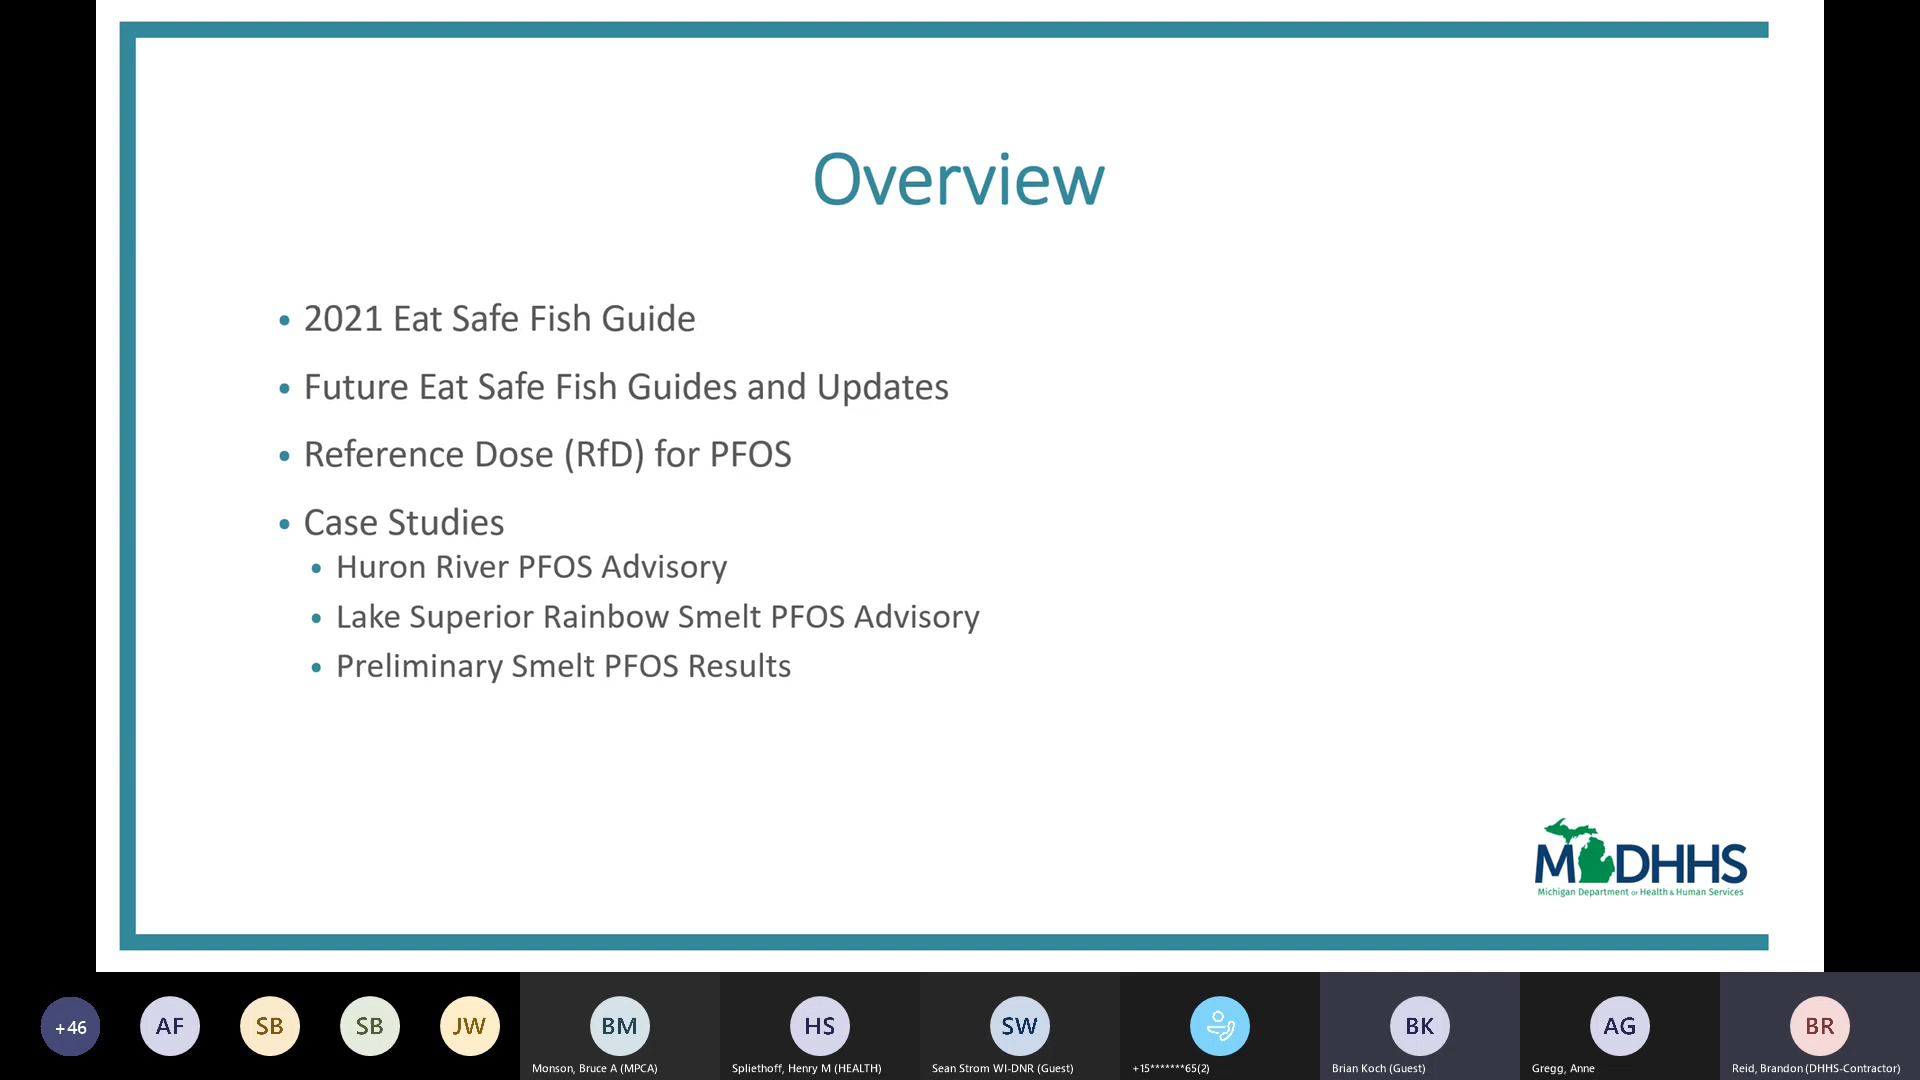 Overview
• 2021 Eat Safe Fish Guide
• Future Eat Safe Fish Guides and Updates
• Reference Dose (RfD) for PFOS
• Case Studies
• Huron River PFOS Advisory
• Lake Superior Rainbow Smelt PFOS Advisory
• Preliminary Smelt PFOS Results
M DHHS
Michigan Department of Health & Human Services
+46 AF SB SB JW BM HS SW BK AG BR
Monson, Bruce A (MPCA) Spliethoff, Henry M (HEALTH) Sean Strom WI-DNR (Guest) +15*******65(2) Brian Koch (Guest) Gregg, Anne Reid, Brandon (DHHS-Contractor)